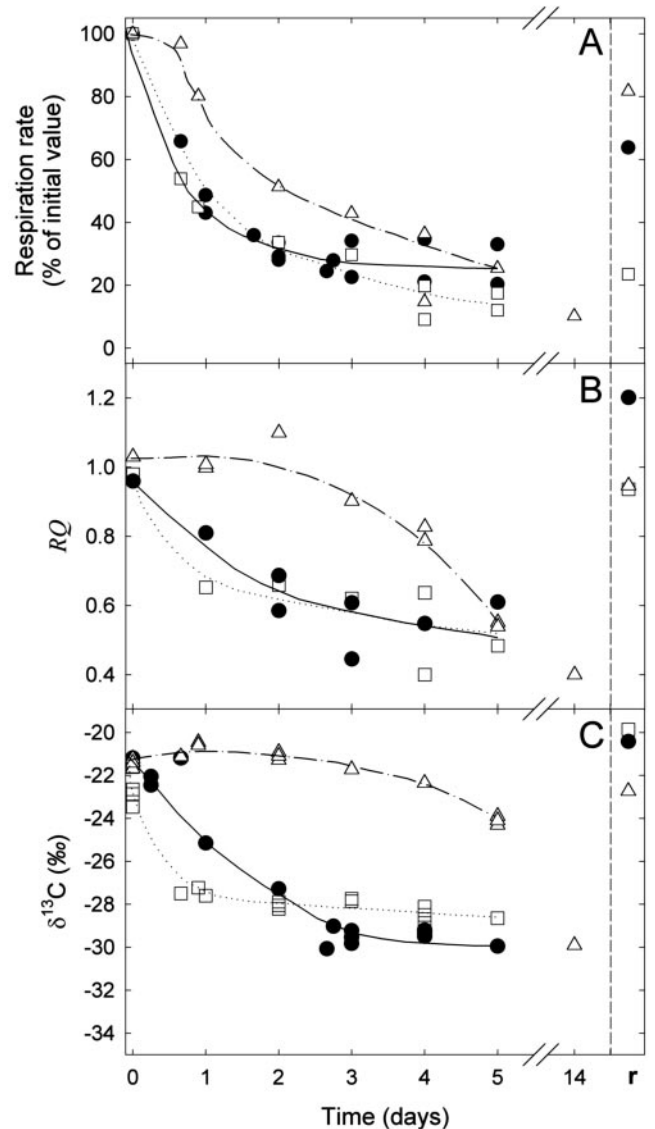 A
100
80
60
40
20
0
Respiration rate
(% of initial value)
B
1.2
1.0
0.8
0.6
0.4
RQ
C
-20
-22
-24
-26
-28
-30
-32
-34
δ13C (‰)
0 1 2 3 4 5 14 r
Time (days)